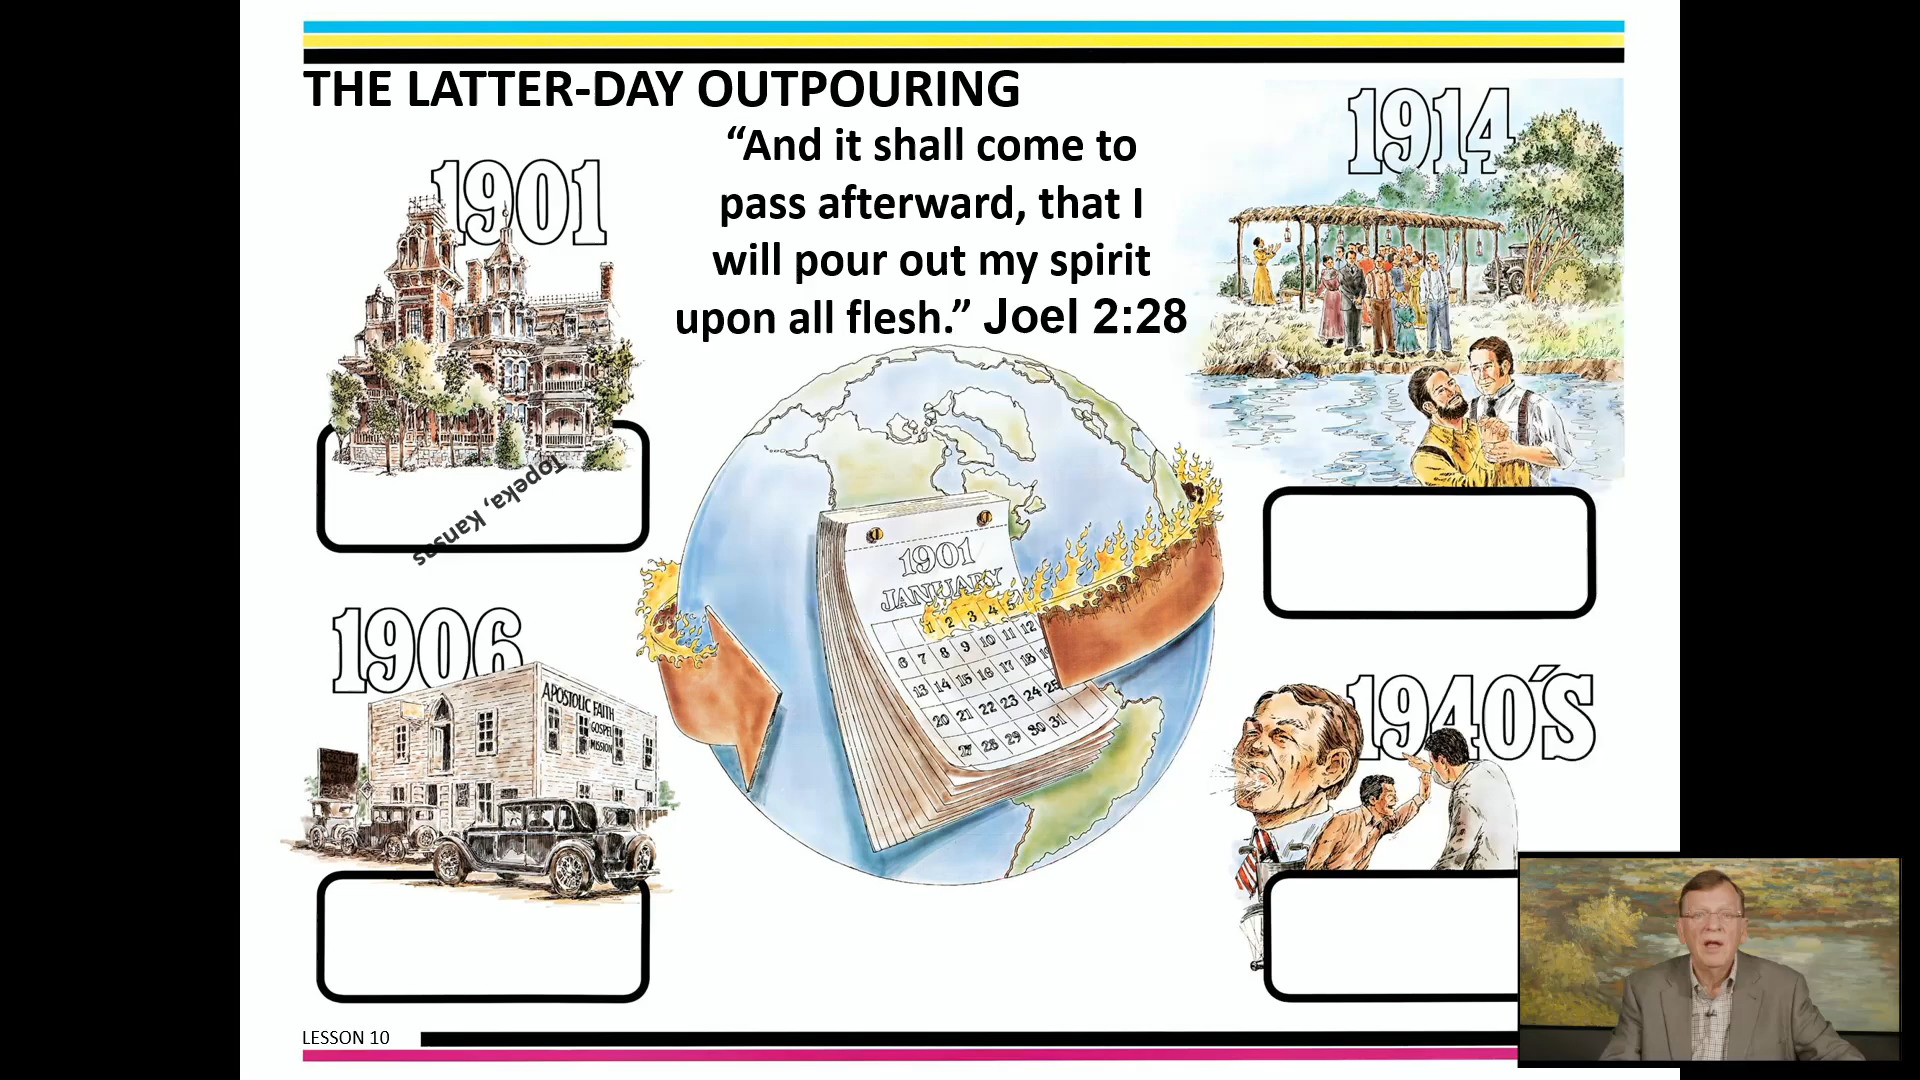 THE LATTER-DAY OUTPOURING
“And it shall come to
pass afterward, that I
will pour out my spirit
upon all flesh.” Joel 2:28
1901
Topeka, Kansas
1906
APOSTOLIC FAITH
GOSPEL
MISSION
1901
JANUARY
1 2 3 4 5
6 7 8 9 10 11 12
13 14 15 16 17 18 19
20 21 22 23 24 25
27 28 29 30 31
1914
1940'S
LESSON 10